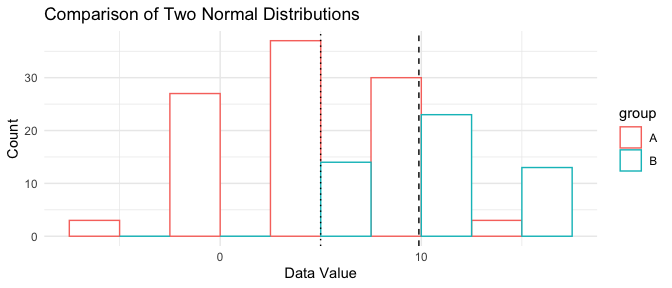 Comparison of Two Normal Distributions
30
20
10
0
Count
0
10
Data Value
group
A
B